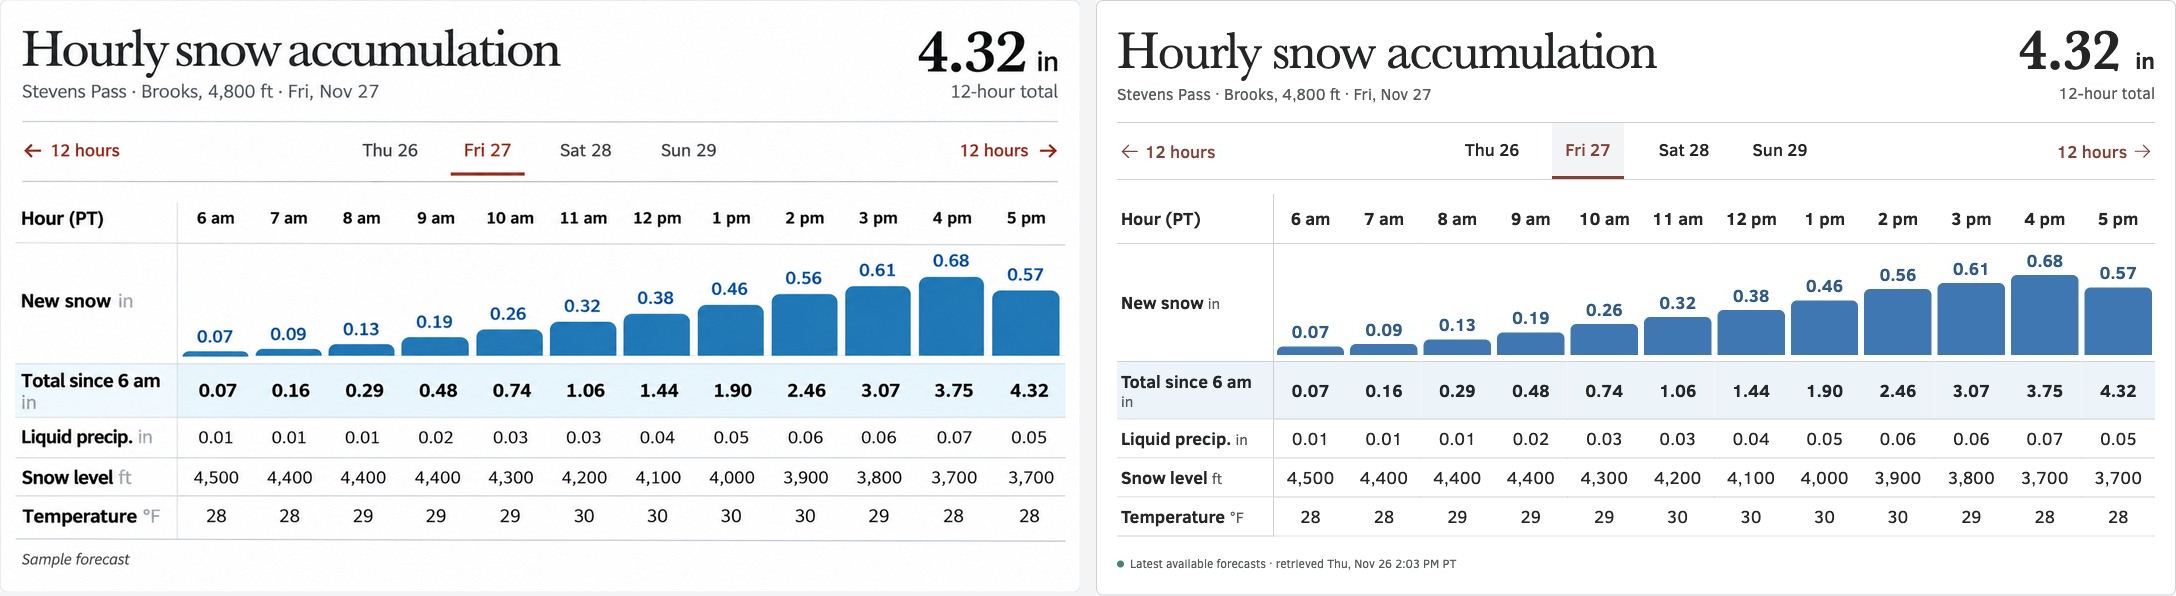 Hourly snow accumulation
4.32 in
Stevens Pass · Brooks, 4,800 ft · Fri, Nov 27
12-hour total
← 12 hours Thu 26 Fri 27 Sat 28 Sun 29 12 hours →
Hour (PT) 6 am 7 am 8 am 9 am 10 am 11 am 12 pm 1 pm 2 pm 3 pm 4 pm 5 pm
New snow in 0.07 0.09 0.13 0.19 0.26 0.32 0.38 0.46 0.56 0.61 0.68 0.57
Total since 6 am in 0.07 0.16 0.29 0.48 0.74 1.06 1.44 1.90 2.46 3.07 3.75 4.32
Liquid precip. in 0.01 0.01 0.01 0.02 0.03 0.03 0.04 0.05 0.06 0.06 0.07 0.05
Snow level ft 4,500 4,400 4,400 4,400 4,300 4,200 4,100 4,000 3,900 3,800 3,700 3,700
Temperature °F 28 28 29 29 29 30 30 30 30 29 28 28
Sample forecast
Hourly snow accumulation
4.32 in
Stevens Pass · Brooks, 4,800 ft · Fri, Nov 27
12-hour total
← 12 hours Thu 26 Fri 27 Sat 28 Sun 29 12 hours →
Hour (PT) 6 am 7 am 8 am 9 am 10 am 11 am 12 pm 1 pm 2 pm 3 pm 4 pm 5 pm
New snow in 0.07 0.09 0.13 0.19 0.26 0.32 0.38 0.46 0.56 0.61 0.68 0.57
Total since 6 am in 0.07 0.16 0.29 0.48 0.74 1.06 1.44 1.90 2.46 3.07 3.75 4.32
Liquid precip. in 0.01 0.01 0.01 0.02 0.03 0.03 0.04 0.05 0.06 0.06 0.07 0.05
Snow level ft 4,500 4,400 4,400 4,400 4,300 4,200 4,100 4,000 3,900 3,800 3,700 3,700
Temperature °F 28 28 29 29 29 30 30 30 30 29 28 28
Latest available forecasts · retrieved Thu, Nov 26 2:03 PM PT